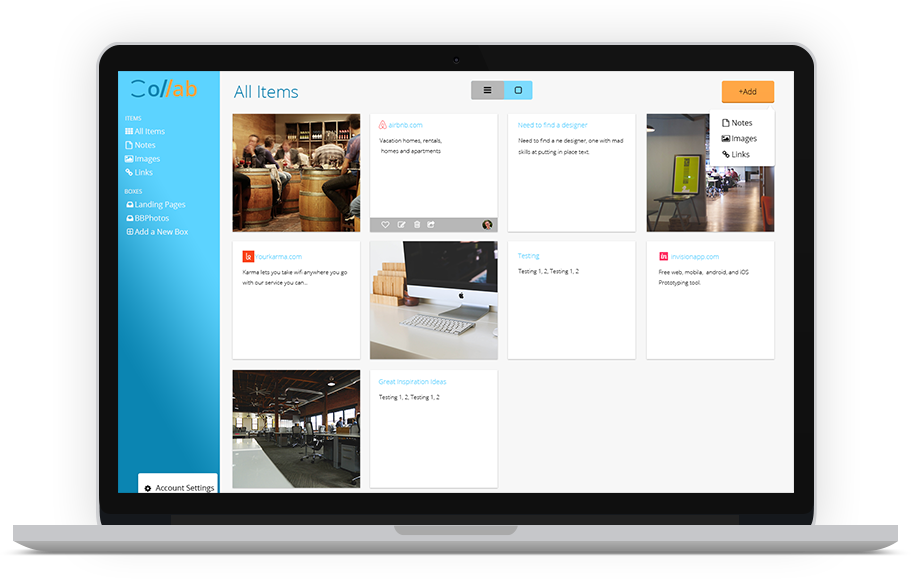 Collab
All Items
+Add
Notes
Images
Links
ITEMS
All Items
Notes
Images
Links
BOXES
Landing Pages
BBPhotos
Add a New Box
Account Settings
airbnb.com
Vacation homes, rentals,
homes and apartments
Need to find a designer
Need to find a ne designer, one with mad
skills at putting in place text.
yourkarma.com
Karma lets you take wifi anywhere you go
with our service you can...
Testing
Testing 1, 2, Testing 1, 2
in
invisionapp.com
Free web, mobila, android, and iOS
Prototyping tool.
Great Inspiration Ideas
Testing 1, 2, Testing 1, 2